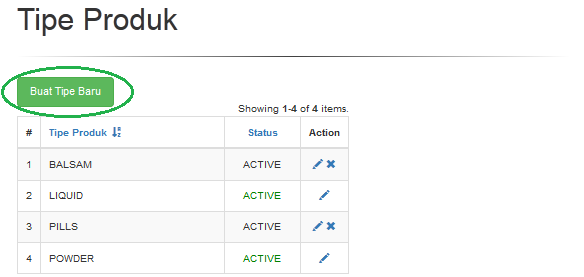 Tipe Produk
Buat Tipe Baru
Showing 1-4 of 4 items.
# Tipe Produk Status Action
1 BALSAM ACTIVE
2 LIQUID ACTIVE
3 PILLS ACTIVE
4 POWDER ACTIVE